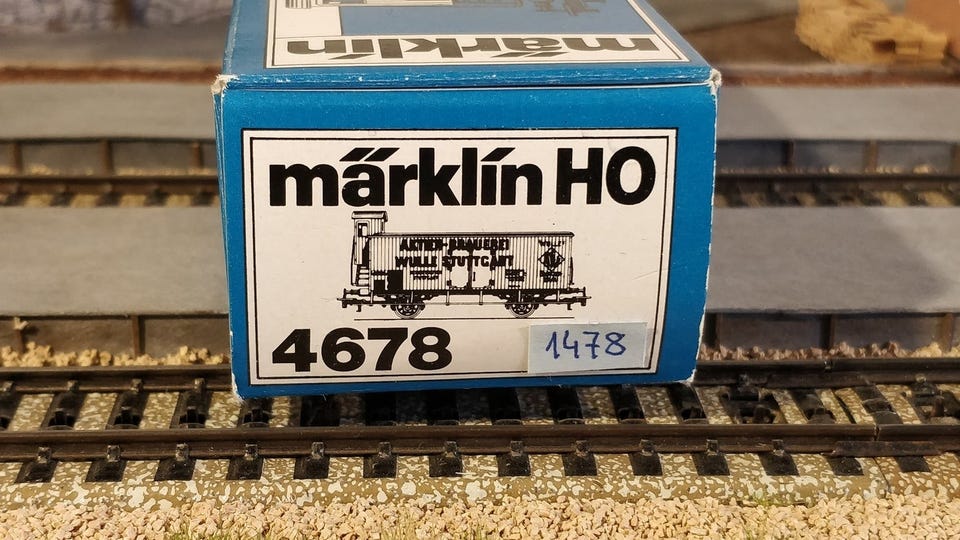 märklin
märklin HO
AKTIEN-BRAUEREI
WULLE STUTTGART
4678
1478